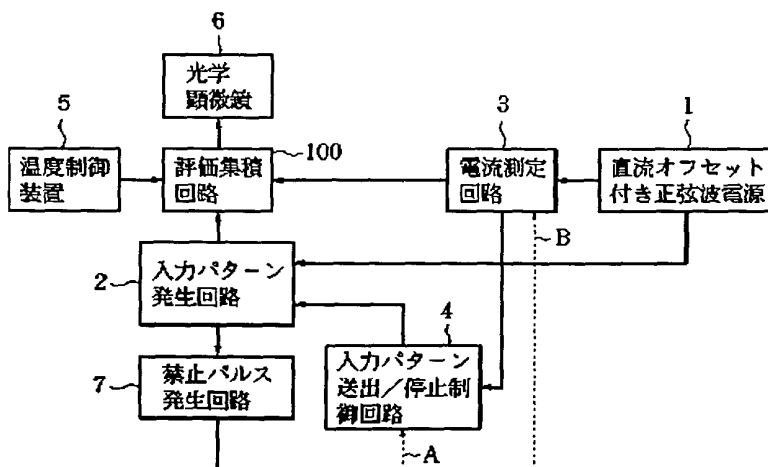 6
光学
顕微鏡
5
温度制御
装置
100
評価集積
回路
3
電流測定
回路
1
直流オフセット
付き正弦波電源
B
2
入力パターン
発生回路
4
入力パターン
送出/停止制
御回路
7
禁止パルス
発生回路
A